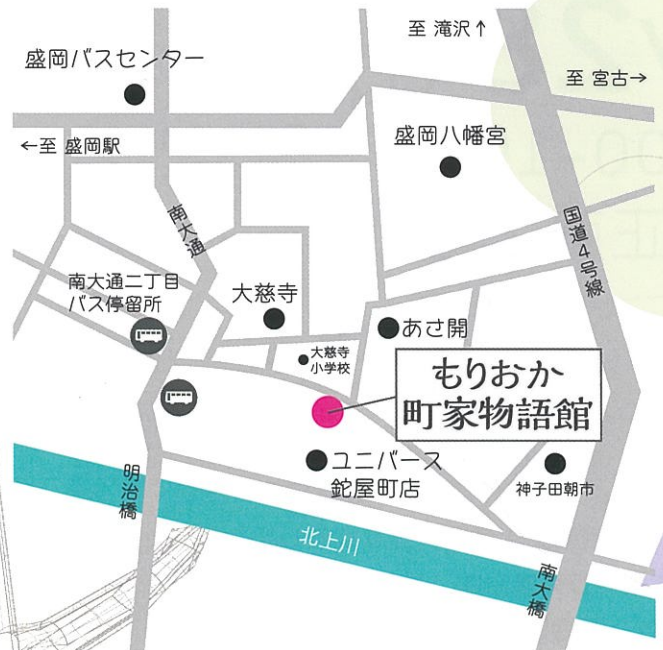 至 滝沢↑
盛岡バスセンター
至 宮古→
←至 盛岡駅
盛岡八幡宮
南大通
国道4号線
南大通二丁目
バス停留所
大慈寺
あさ開
大慈寺
小学校
もりおか
町家物語館
ユニバース
鉈屋町店
神子田朝市
明治橋
北上川
南大橋